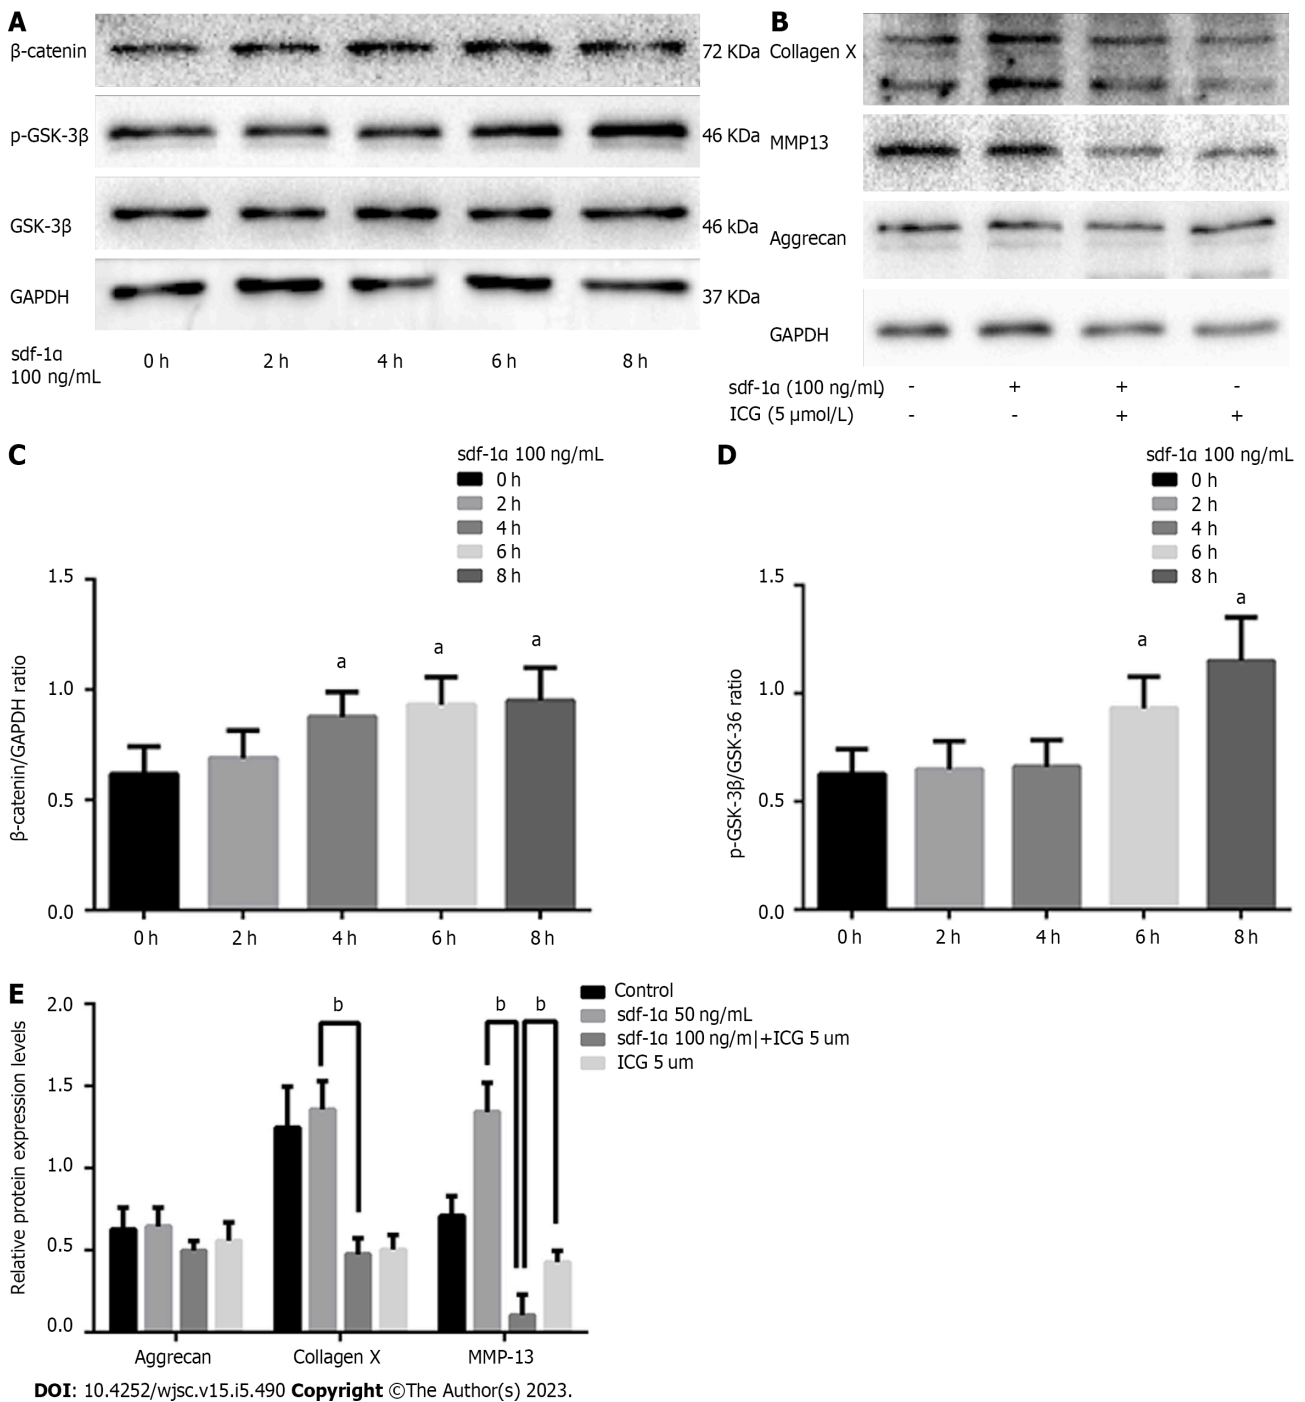 A
β-catenin
72 KDa
p-GSK-3β
46 KDa
GSK-3β
46 kDa
GAPDH
37 KDa
sdf-1α
100 ng/mL
0 h 2 h 4 h 6 h 8 h
B
Collagen X
MMP13
Aggrecan
GAPDH
sdf-1α (100 ng/mL) - + + -
ICG (5 μmol/L) - - + +
C
sdf-1α 100 ng/mL
0 h
2 h
4 h
6 h
8 h
β-catenin/GAPDH ratio
1.5
1.0
0.5
0.0
a a a
0 h 2 h 4 h 6 h 8 h
D
sdf-1α 100 ng/mL
0 h
2 h
4 h
6 h
8 h
p-GSK-3β/GSK-36 ratio
1.5
1.0
0.5
0.0
a a
0 h 2 h 4 h 6 h 8 h
E
Relative protein expression levels
2.0
1.5
1.0
0.5
0.0
b b b
Control
sdf-1α 50 ng/mL
sdf-1α 100 ng/m|+ICG 5 um
ICG 5 um
Aggrecan Collagen X MMP-13
DOI: 10.4252/wjsc.v15.i5.490 Copyright ©The Author(s) 2023.